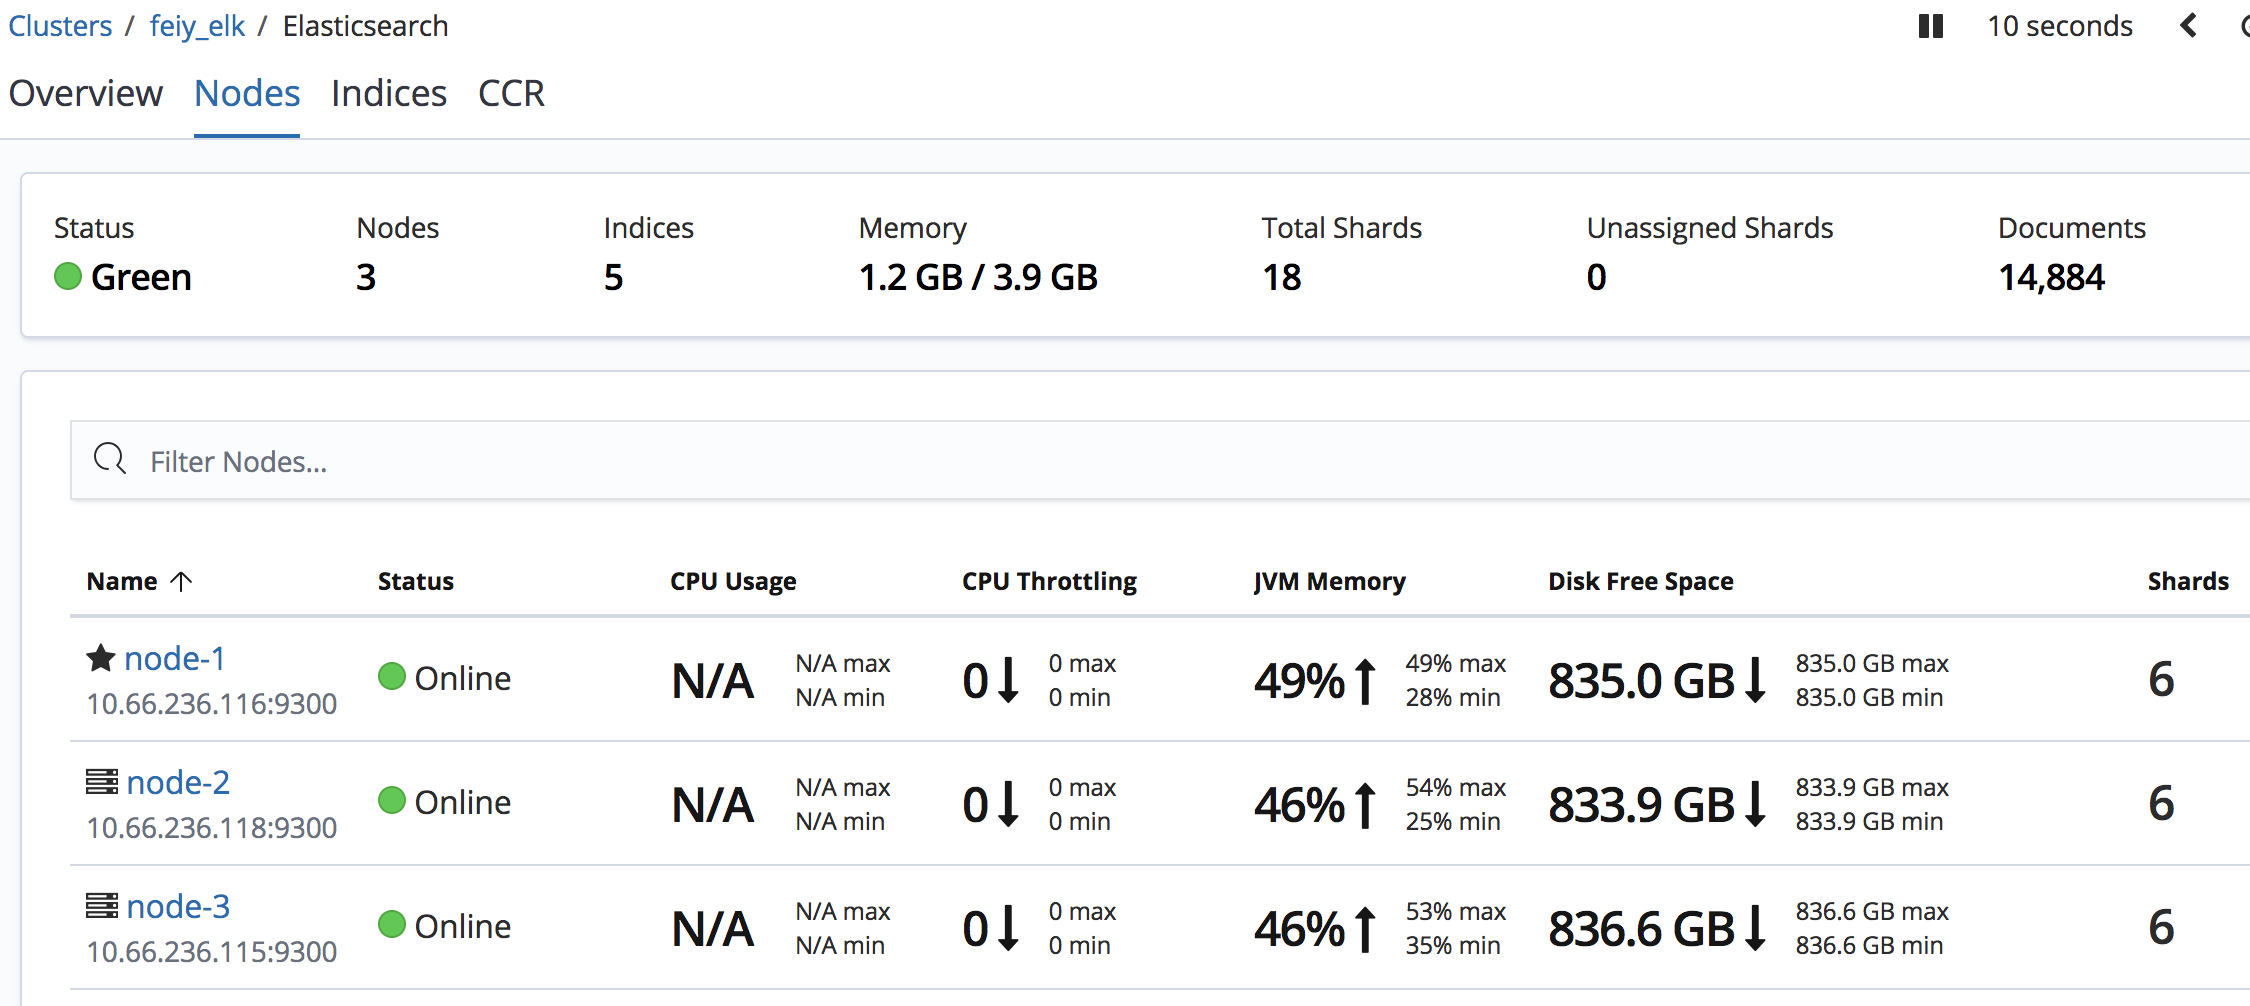 Clusters / feiy_elk / Elasticsearch 10 seconds
Overview Nodes Indices CCR
Status Nodes Indices Memory Total Shards Unassigned Shards Documents
Green 3 5 1.2 GB / 3.9 GB 18 0 14,884
Filter Nodes...
Name Status CPU Usage CPU Throttling JVM Memory Disk Free Space Shards
node-1 Online N/A N/A max 0 0 max 49% 49% max 835.0 GB 835.0 GB max 6
10.66.236.116:9300 N/A min 0 min 28% min 835.0 GB min
node-2 Online N/A N/A max 0 0 max 46% 54% max 833.9 GB 833.9 GB max 6
10.66.236.118:9300 N/A min 0 min 25% min 833.9 GB min
node-3 Online N/A N/A max 0 0 max 46% 53% max 836.6 GB 836.6 GB max 6
10.66.236.115:9300 N/A min 0 min 35% min 836.6 GB min